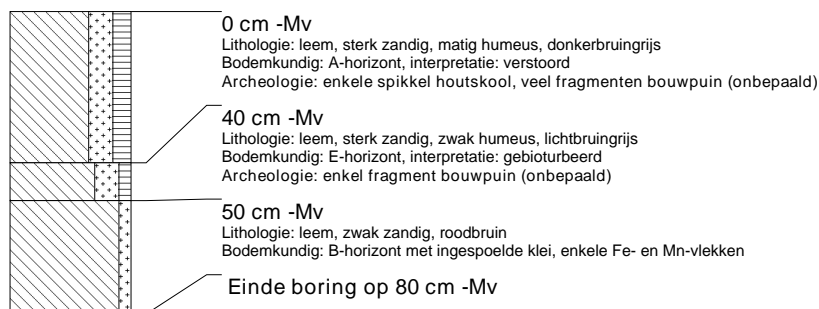 0 cm -Mv
Lithologie: leem, sterk zandig, matig humeus, donkerbruingrijs
Bodemkundig: A-horizont, interpretatie: verstoord
Archeologie: enkele spikkel houtskool, veel fragmenten bouwpuin (onbepaald)
40 cm -Mv
Lithologie: leem, sterk zandig, zwak humeus, lichtbruingrijs
Bodemkundig: E-horizont, interpretatie: gebioturbeerd
Archeologie: enkel fragment bouwpuin (onbepaald)
50 cm -Mv
Lithologie: leem, zwak zandig, roodbruin
Bodemkundig: B-horizont met ingespoelde klei, enkele Fe- en Mn-vlekken
Einde boring op 80 cm -Mv